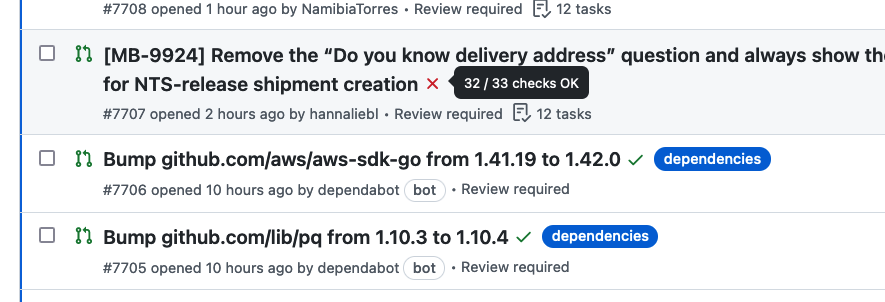 #7708 opened 1 hour ago by NamibiaTorres • Review required 12 tasks
[MB-9924] Remove the “Do you know delivery address” question and always show the
for NTS-release shipment creation 32 / 33 checks OK
#7707 opened 2 hours ago by hannaliebl • Review required 12 tasks
Bump github.com/aws/aws-sdk-go from 1.41.19 to 1.42.0 dependencies
#7706 opened 10 hours ago by dependabot bot • Review required
Bump github.com/lib/pq from 1.10.3 to 1.10.4 dependencies
#7705 opened 10 hours ago by dependabot bot • Review required